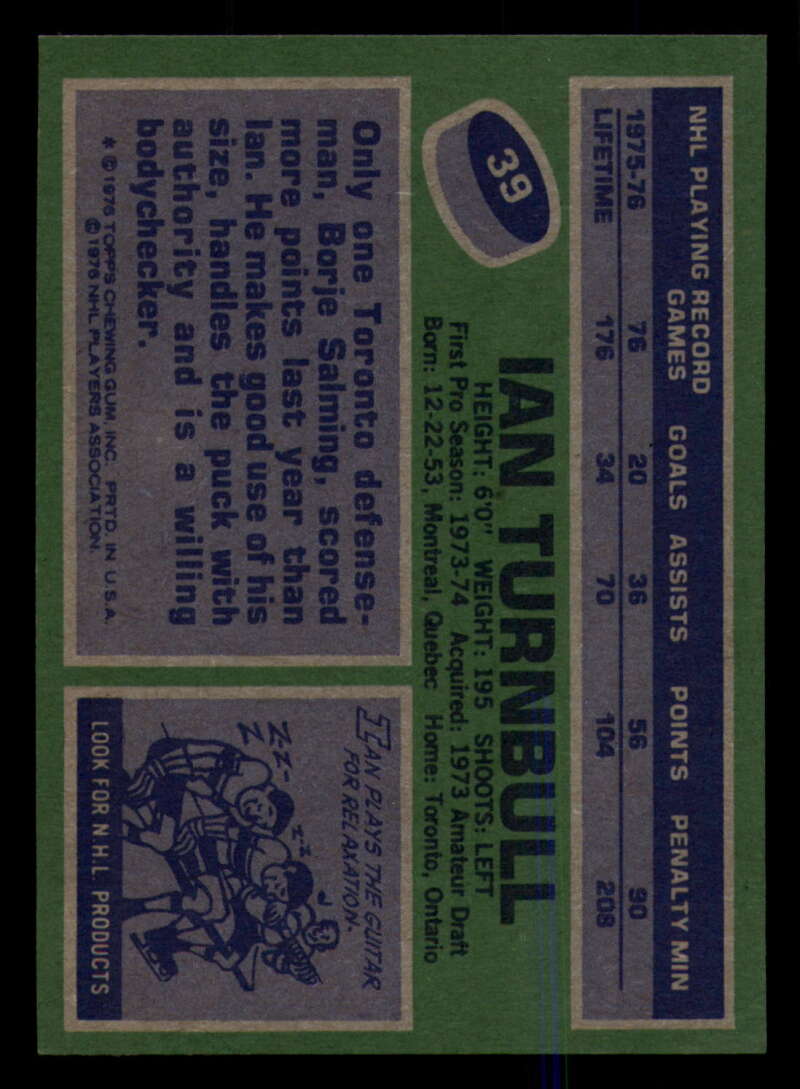 NHL PLAYING RECORD
GAMES GOALS ASSISTS POINTS PENALTY MIN
1975-76 76 20 36 56 90
LIFETIME 176 34 70 104 208
39
IAN TURNBULL
HEIGHT: 6'0" WEIGHT: 195 SHOOTS: LEFT
First Pro Season: 1973-74 Acquired: 1973 Amateur Draft
Born: 12-22-53, Montreal, Quebec Home: Toronto, Ontario
Only one Toronto defense-
man, Borje Salming, scored
more points last year than
Ian. He makes good use of his
size, handles the puck with
authority and is a willing
bodychecker.
* © 1976 TOPPS CHEWING GUM, INC. PRTD. IN U.S.A.
© 1976 NHL PLAYERS ASSOCIATION.
IAN PLAYS THE GUITAR
FOR RELAXATION.
Z-Z-
Z
ZZ
LOOK FOR N.H.L. PRODUCTS